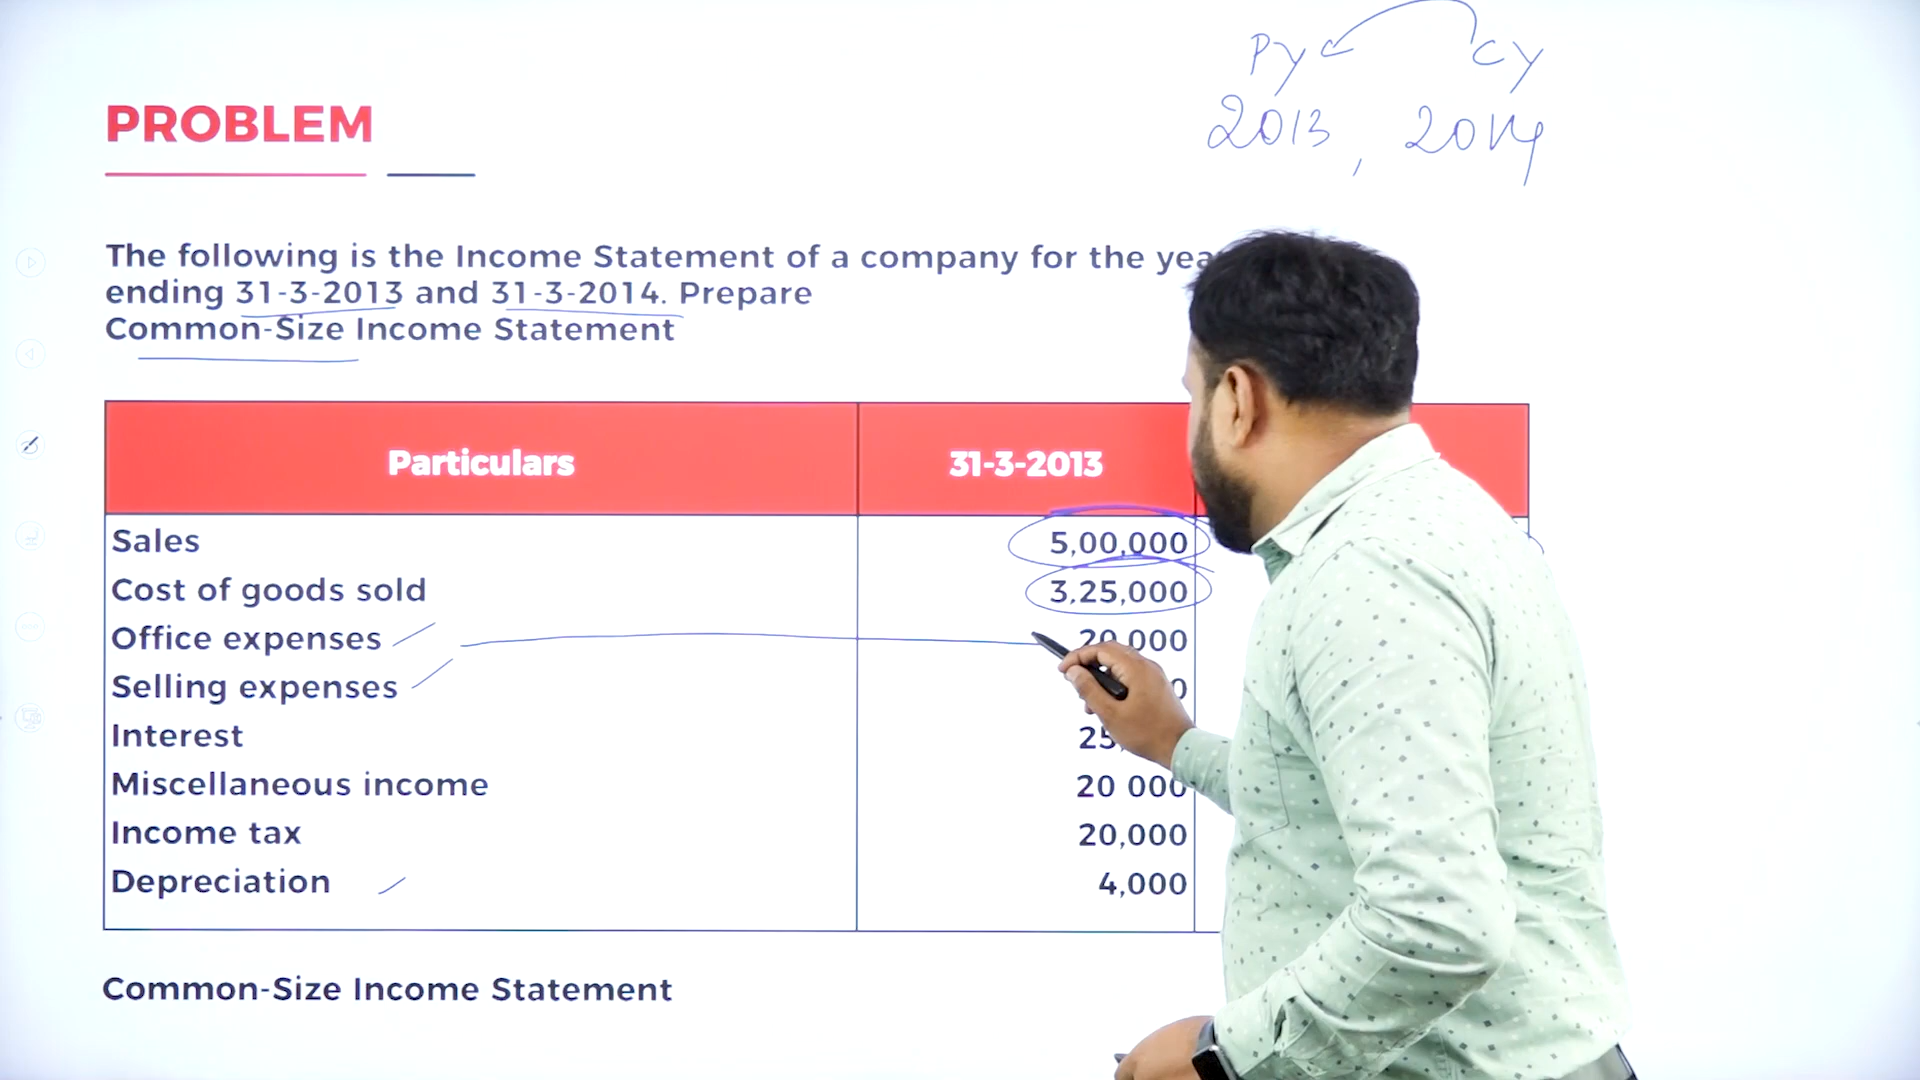 Py CY
2013, 2014
PROBLEM
The following is the Income Statement of a company for the
ending 31-3-2013 and 31-3-2014. Prepare
Common-Size Income Statement
Particulars 31-3-2013
Sales 5,00,000
Cost of goods sold 3,25,000
Office expenses 20,000
Selling expenses
Interest
Miscellaneous income 20 000
Income tax 20,000
Depreciation 4,000
Common-Size Income Statement